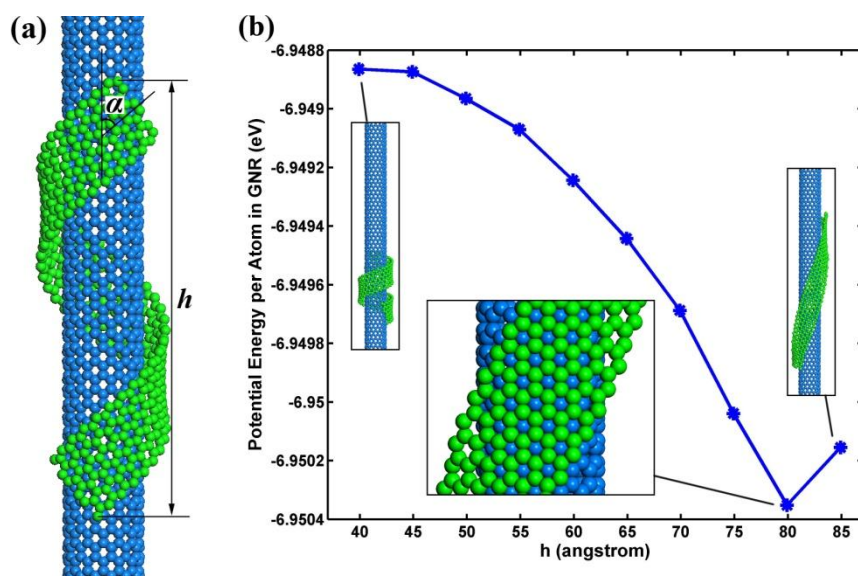 (a)
α
h
(b)
Potential Energy per Atom in GNR (eV)
-6.9488
-6.949
-6.9492
-6.9494
-6.9496
-6.9498
-6.95
-6.9502
-6.9504
40 45 50 55 60 65 70 75 80 85
h (angstrom)